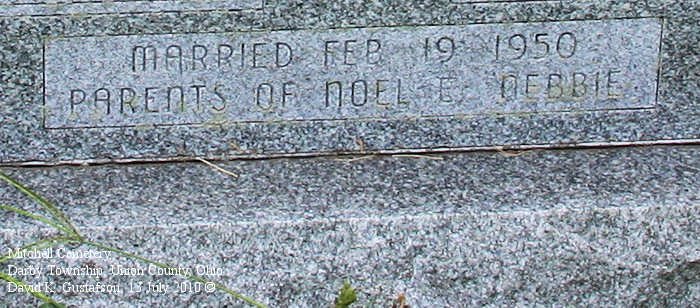 MARRIED FEB 19 1950
PARENTS OF NOEL E DEBBIE
Mitchell Cemetery
Darby Township, Union County, Ohio
David K. Gustafson, 13 July, 2010 ©